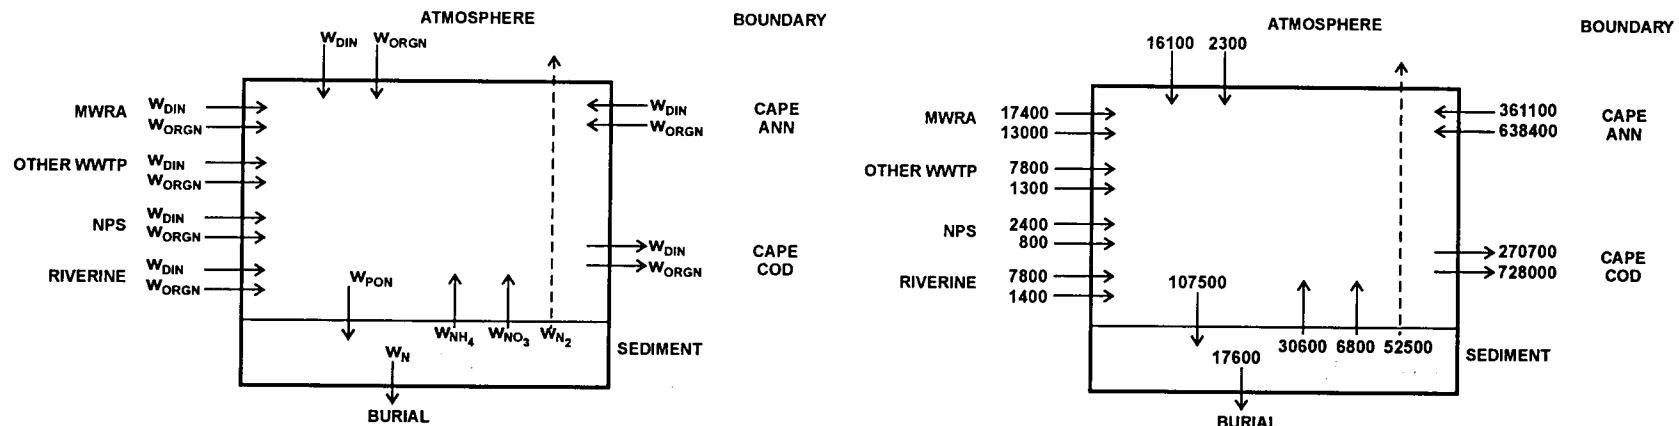 ATMOSPHERE
BOUNDARY
W_DIN W_ORGN
MWRA
W_DIN
W_ORGN
W_DIN
W_ORGN
CAPE
ANN
OTHER WWTP
W_DIN
W_ORGN
NPS
W_DIN
W_ORGN
RIVERINE
W_DIN
W_ORGN
W_DIN
W_ORGN
CAPE
COD
W_PON
W_NH4
W_NO3
W_N2
W_N
SEDIMENT
BURIAL
ATMOSPHERE
BOUNDARY
16100
2300
MWRA
17400
13000
361100
638400
CAPE
ANN
OTHER WWTP
7800
1300
NPS
2400
800
RIVERINE
7800
1400
270700
728000
CAPE
COD
107500
30600
6800
52500
17600
SEDIMENT
BURIAL